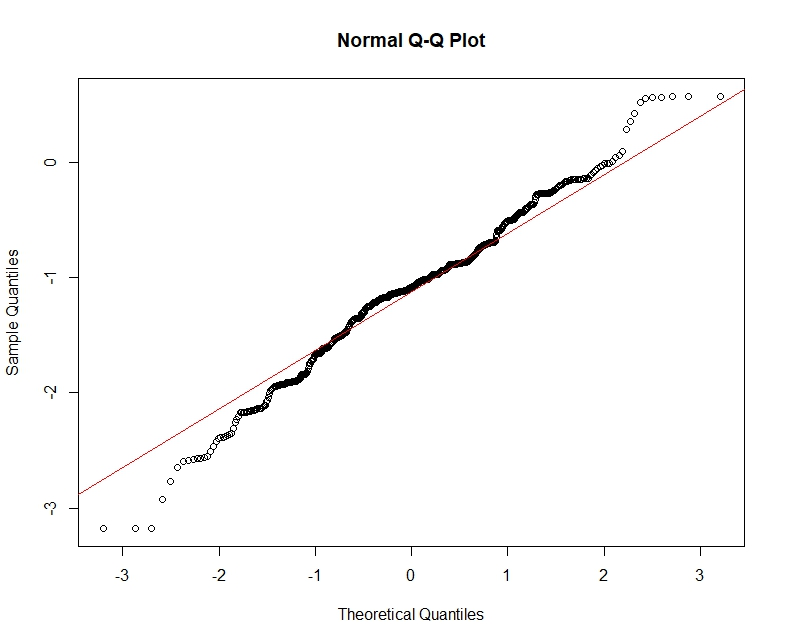 Normal Q-Q Plot
0
-1
-2
-3
Sample Quantiles
-3 -2 -1 0 1 2 3
Theoretical Quantiles